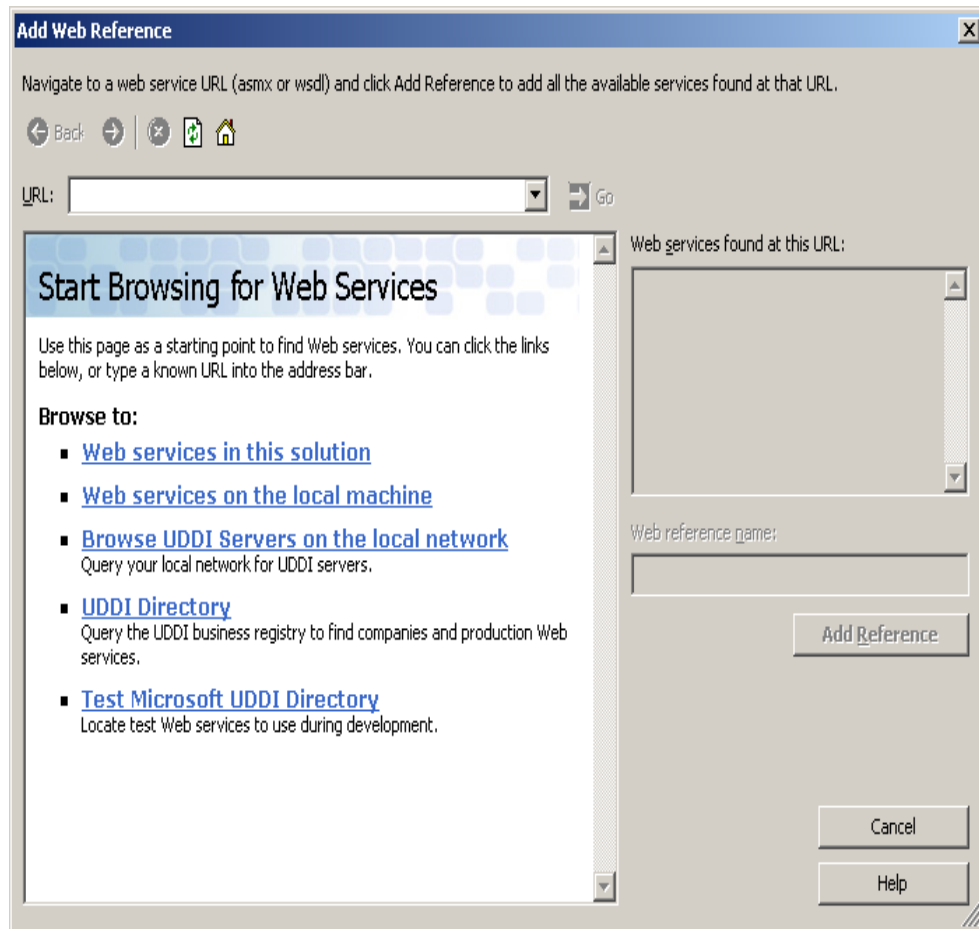 Add Web Reference
Navigate to a web service URL (asmx or wsdl) and click Add Reference to add all the available services found at that URL.
Back
URL:
Go
Start Browsing for Web Services
Use this page as a starting point to find Web services. You can click the links
below, or type a known URL into the address bar.
Browse to:
Web services in this solution
Web services on the local machine
Browse UDDI Servers on the local network
Query your local network for UDDI servers.
UDDI Directory
Query the UDDI business registry to find companies and production Web
services.
Test Microsoft UDDI Directory
Locate test Web services to use during development.
Web services found at this URL:
Web reference name:
Add Reference
Cancel
Help